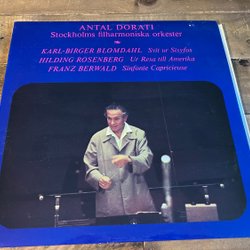 ANTAL DORATI
Stockholms filharmoniska orkester
KARL-BIRGER BLOMDAHL Svit ur Sisyfos
HILDING ROSENBERG Ur Resa till Amerika
FRANZ BERWALD Sinfonie Capricieuse